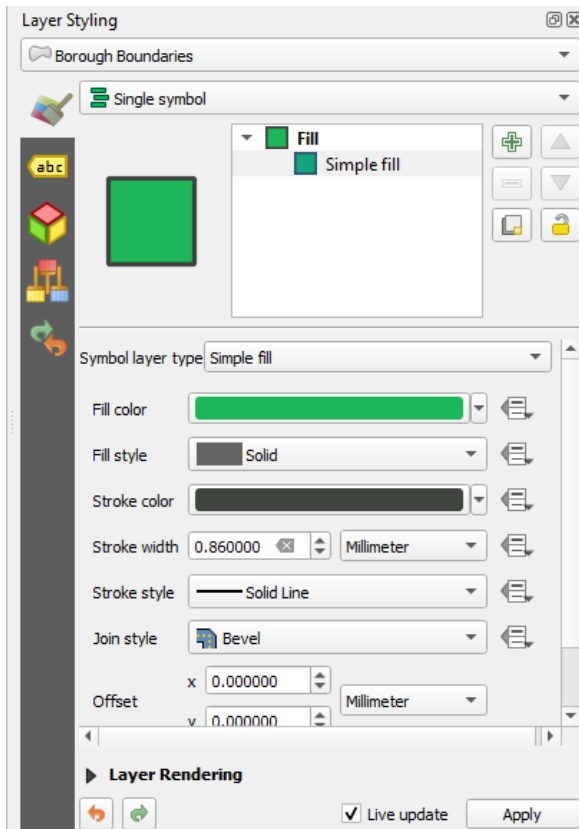 Layer Styling
Borough Boundaries
Single symbol
abc
Fill
Simple fill
Symbol layer type Simple fill
Fill color
Fill style Solid
Stroke color
Stroke width 0.860000 Millimeter
Stroke style Solid Line
Join style Bevel
x 0.000000
Offset Millimeter
y 0.000000
Layer Rendering
Live update Apply